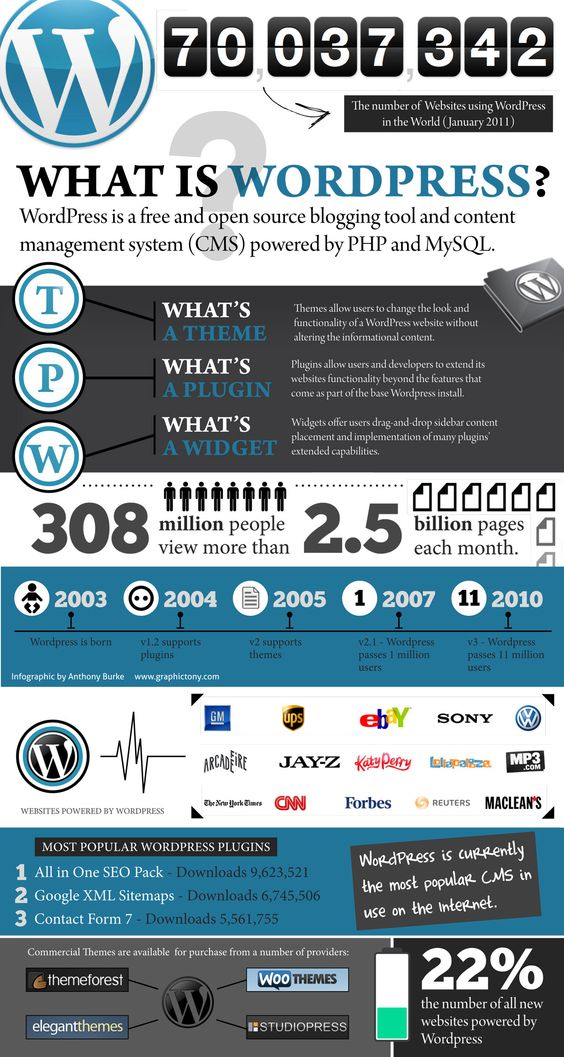 W
70,037,342
The number of Websites using WordPress
in the World (January 2011)
?
WHAT IS WORDPRESS?
WordPress is a free and open source blogging tool and content
management system (CMS) powered by PHP and MySQL.
T
WHAT'S
A THEME
Themes allow users to change the look and
functionality of a WordPress website without
altering the informational content.
W
P
WHAT'S
A PLUGIN
Plugins allow users and developers to extend its
websites functionality beyond the features that
come as part of the base Wordpress install.
W
WHAT'S
A WIDGET
Widgets offer users drag-and-drop sidebar content
placement and implementation of many plugins'
extended capabilities.
308
million people
view more than
2.5
billion pages
each month.
2003
2004
2005
1 2007
11 2010
Wordpress is born
v1.2 supports
plugins
v2 supports
themes
v2.1 - Wordpress
passes 1 million
users
v3 - Wordpress
passes 11 million
users
Infographic by Anthony Burke www.graphictony.com
W
WEBSITES POWERED BY WORDPRESS
GM
ups
ebaY
SONY
VW
ARCADE FIRE
JAY-Z
Katy Perry
Lollapalooza
MP3
.COM
The New York Times
CNN
Forbes
REUTERS
MACLEAN'S
MOST POPULAR WORDPRESS PLUGINS
1 All in One SEO Pack - Downloads 9,623,521
2 Google XML Sitemaps - Downloads 6,745,506
3 Contact Form 7 - Downloads 5,561,755
WordPress is currently
the most popular CMS in
use on the Internet.
Commercial Themes are available for purchase from a number of providers:
themeforest
WOO THEMES
W
elegantthemes
STUDIOPRESS
22%
the number of all new
websites powered by
Wordpress